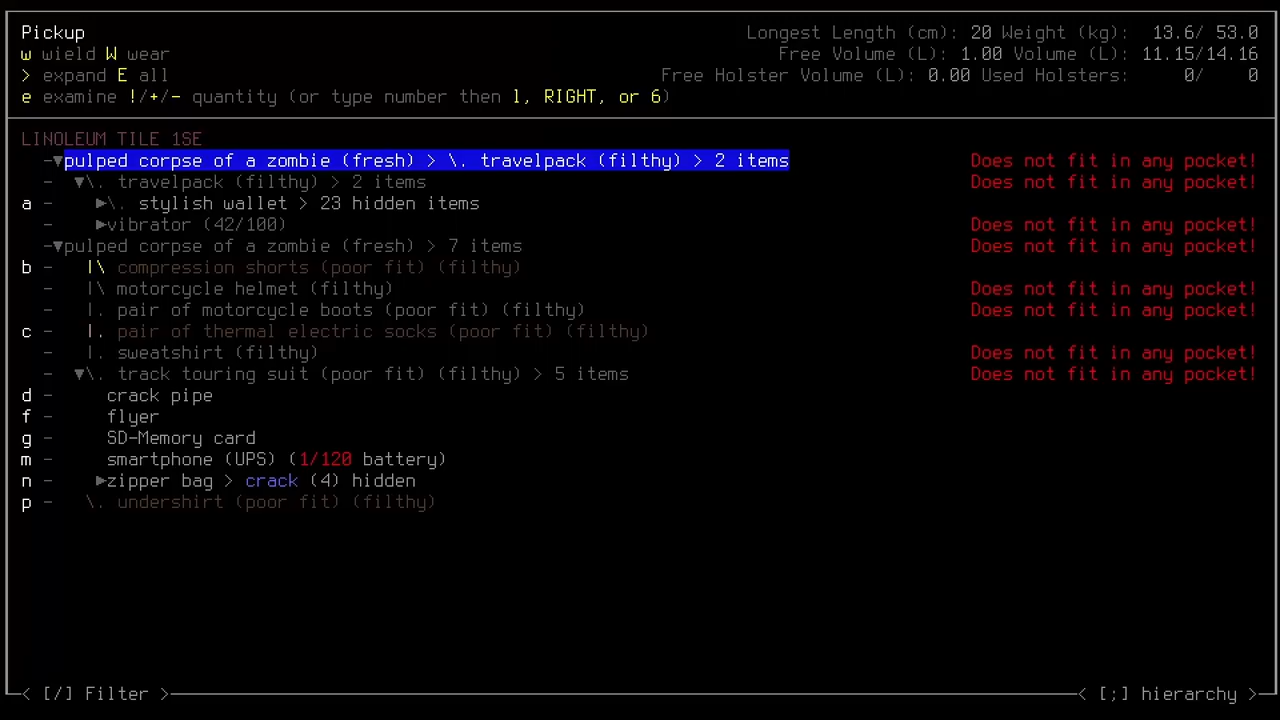 Pickup Longest Length (cm): 20 Weight (kg): 13.6/ 53.0
w wield W wear Free Volume (L): 1.00 Volume (L): 11.15/14.16
> expand E all Free Holster Volume (L): 0.00 Used Holsters: 0/ 0
e examine !/+/- quantity (or type number then l, RIGHT, or 6)
LINOLEUM TILE 1SE
-▼pulped corpse of a zombie (fresh) > \. travelpack (filthy) > 2 items Does not fit in any pocket!
- ▼\. travelpack (filthy) > 2 items Does not fit in any pocket!
a - ▶\. stylish wallet > 23 hidden items
- ▶vibrator (42/100) Does not fit in any pocket!
-▼pulped corpse of a zombie (fresh) > 7 items Does not fit in any pocket!
b - |\ compression shorts (poor fit) (filthy)
- |\ motorcycle helmet (filthy) Does not fit in any pocket!
- |. pair of motorcycle boots (poor fit) (filthy) Does not fit in any pocket!
c - |. pair of thermal electric socks (poor fit) (filthy)
- |. sweatshirt (filthy) Does not fit in any pocket!
- ▼\. track touring suit (poor fit) (filthy) > 5 items Does not fit in any pocket!
d - crack pipe
f - flyer
g - SD-Memory card
m - smartphone (UPS) (1/120 battery)
n - ▶zipper bag > crack (4) hidden
p - \. undershirt (poor fit) (filthy)
< [/] Filter > < [;] hierarchy >